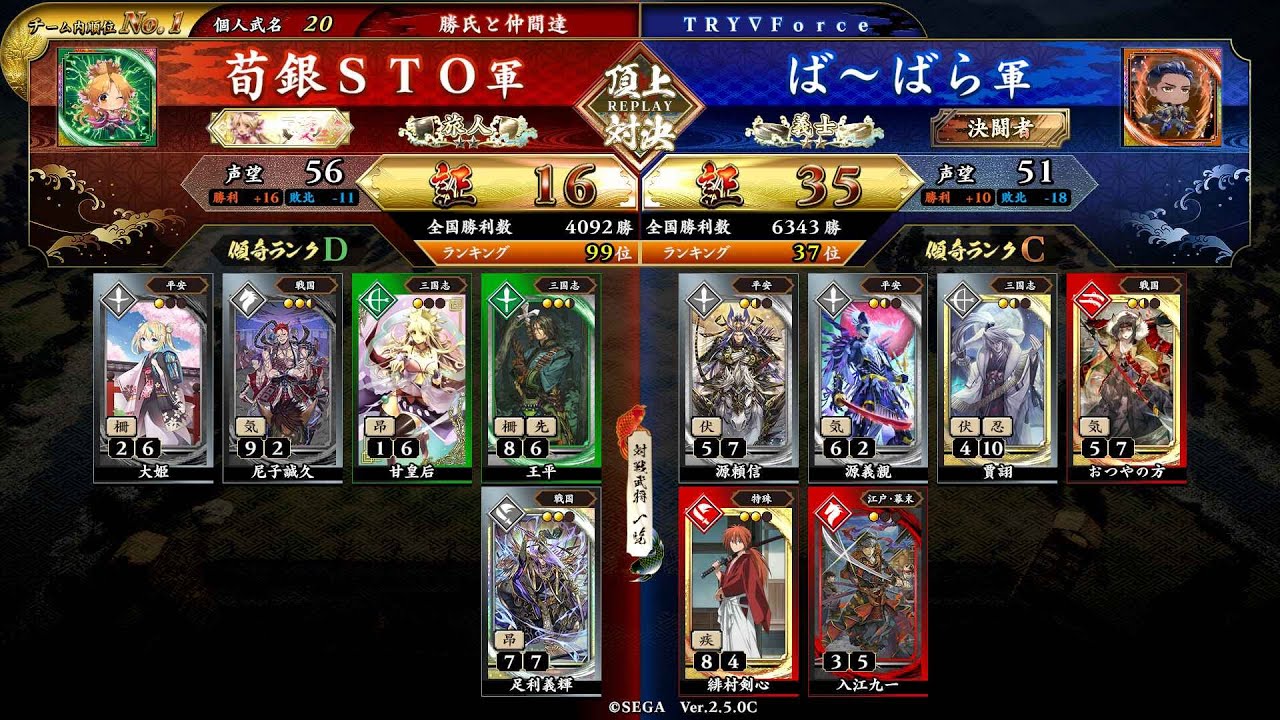 チーム内順位 No.1
個人武名 20
勝氏と仲間達
TRY∇Force
荀銀STO軍
頂上
REPLAY
対決
ば～ばら軍
旅人
義士
決闘者
声望 56
勝利 +16 敗北 -11
証 16
証 35
声望 51
勝利 +10 敗北 -18
全国勝利数 4092勝
全国勝利数 6343勝
傾奇ランクD
ランキング 99位
ランキング 37位
傾奇ランクC
平安
柵
2 6
大姫
戦国
気
9 2
尼子誠久
三国志
昂
1 6
甘皇后
三国志
柵 先
8 6
王平
戦国
昂
7 7
足利義輝
対戦武将一覧
平安
伏
5 7
源頼信
平安
気
6 2
源義親
三国志
伏 忍
4 10
賈詡
戦国
気
5 7
おつやの方
特殊
疾
8 4
緋村剣心
江戸・幕末
3 5
入江九一
©SEGA Ver.2.5.0C